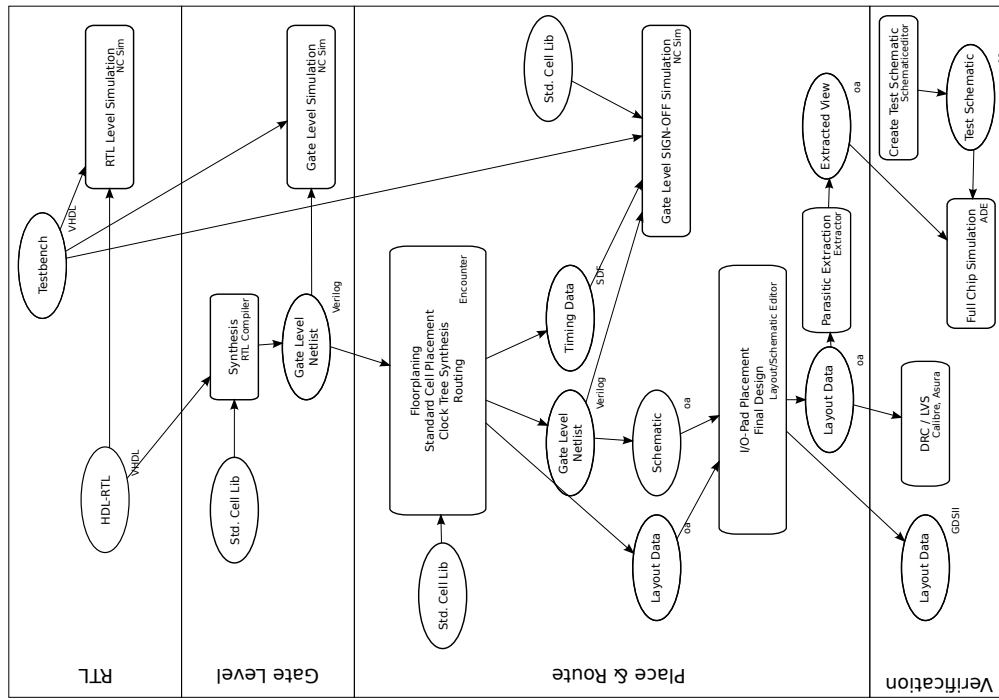 RTL
HDL-RTL
VHDL
Testbench
VHDL
RTL Level Simulation
NC Sim
Gate Level
Std. Cell Lib
Synthesis
RTL Compiler
Gate Level
Netlist
Verilog
Gate Level Simulation
NC Sim
Place & Route
Std. Cell Lib
Floorplaning
Standard Cell Placement
Clock Tree Synthesis
Routing
Encounter
Std. Cell Lib
Timing Data
SDF
Gate Level
Netlist
Verilog
Gate Level SIGN-OFF Simulation
NC Sim
Layout Data
oa
Schematic
oa
I/O-Pad Placement
Final Design
Layout/Schematic Editor
Layout Data
oa
Parasitic Extraction
Extractor
Extracted View
oa
Verification
Layout Data
GDSII
DRC / LVS
Calibre, Asura
Create Test Schematic
Schematiceditor
Test Schematic
Full Chip Simulation
ADE